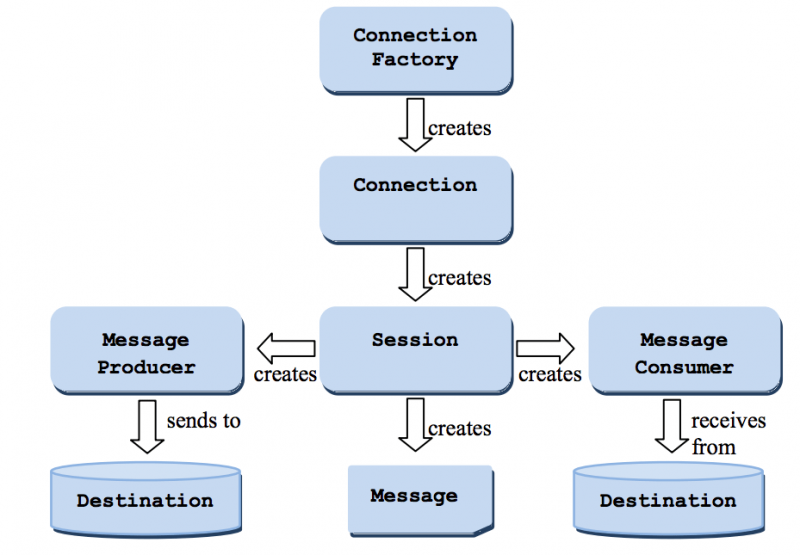 Connection
Factory
creates
Connection
creates
Message
Producer
creates
Session
creates
Message
Consumer
sends to
creates
receives
from
Destination
Message
Destination